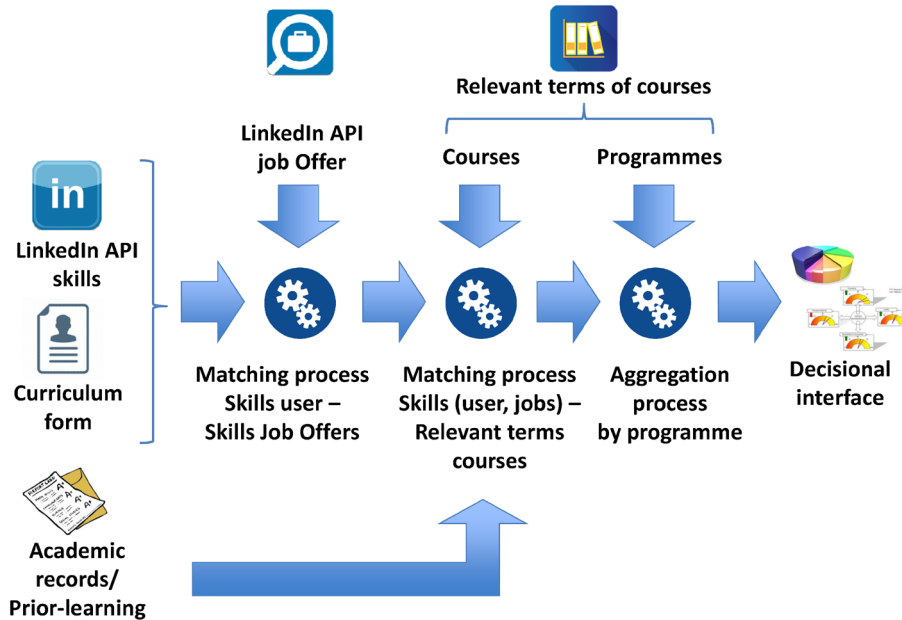 Relevant terms of courses
LinkedIn API
job Offer
Courses
Programmes
in
LinkedIn API
skills
Curriculum
form
Matching process
Skills user –
Skills Job Offers
Matching process
Skills (user, jobs) –
Relevant terms
courses
Aggregation
process
by programme
Decisional
interface
Academic
records/
Prior-learning